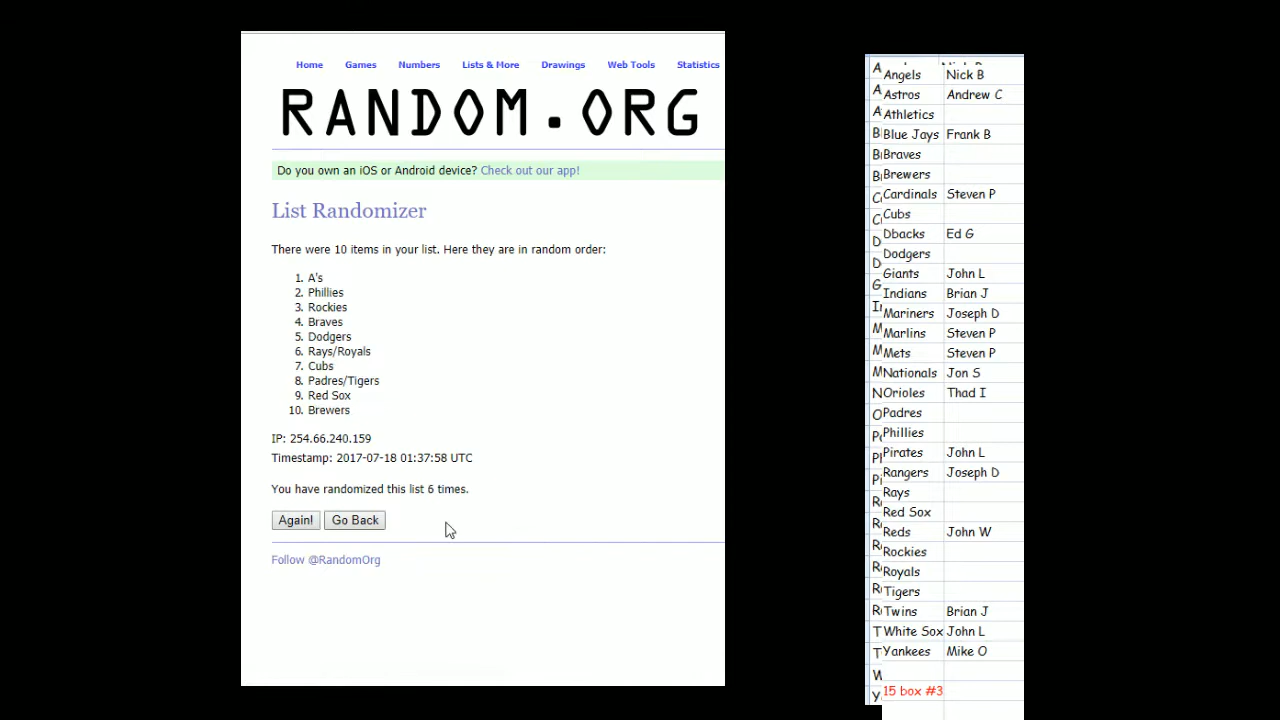 Home Games Numbers Lists & More Drawings Web Tools Statistics
RANDOM.ORG
Do you own an iOS or Android device? Check out our app!
List Randomizer
There were 10 items in your list. Here they are in random order:
1. A's
2. Phillies
3. Rockies
4. Braves
5. Dodgers
6. Rays/Royals
7. Cubs
8. Padres/Tigers
9. Red Sox
10. Brewers
IP: 254.66.240.159
Timestamp: 2017-07-18 01:37:58 UTC
You have randomized this list 6 times.
Again! Go Back
Follow @RandomOrg
Angels Nick B
Astros Andrew C
Athletics
Blue Jays Frank B
Braves
Brewers
Cardinals Steven P
Cubs
Dbacks Ed G
Dodgers
Giants John L
Indians Brian J
Mariners Joseph D
Marlins Steven P
Mets Steven P
Nationals Jon S
Orioles Thad I
Padres
Phillies
Pirates John L
Rangers Joseph D
Rays
Red Sox
Reds John W
Rockies
Royals
Tigers
Twins Brian J
White Sox John L
Yankees Mike O
15 box #3